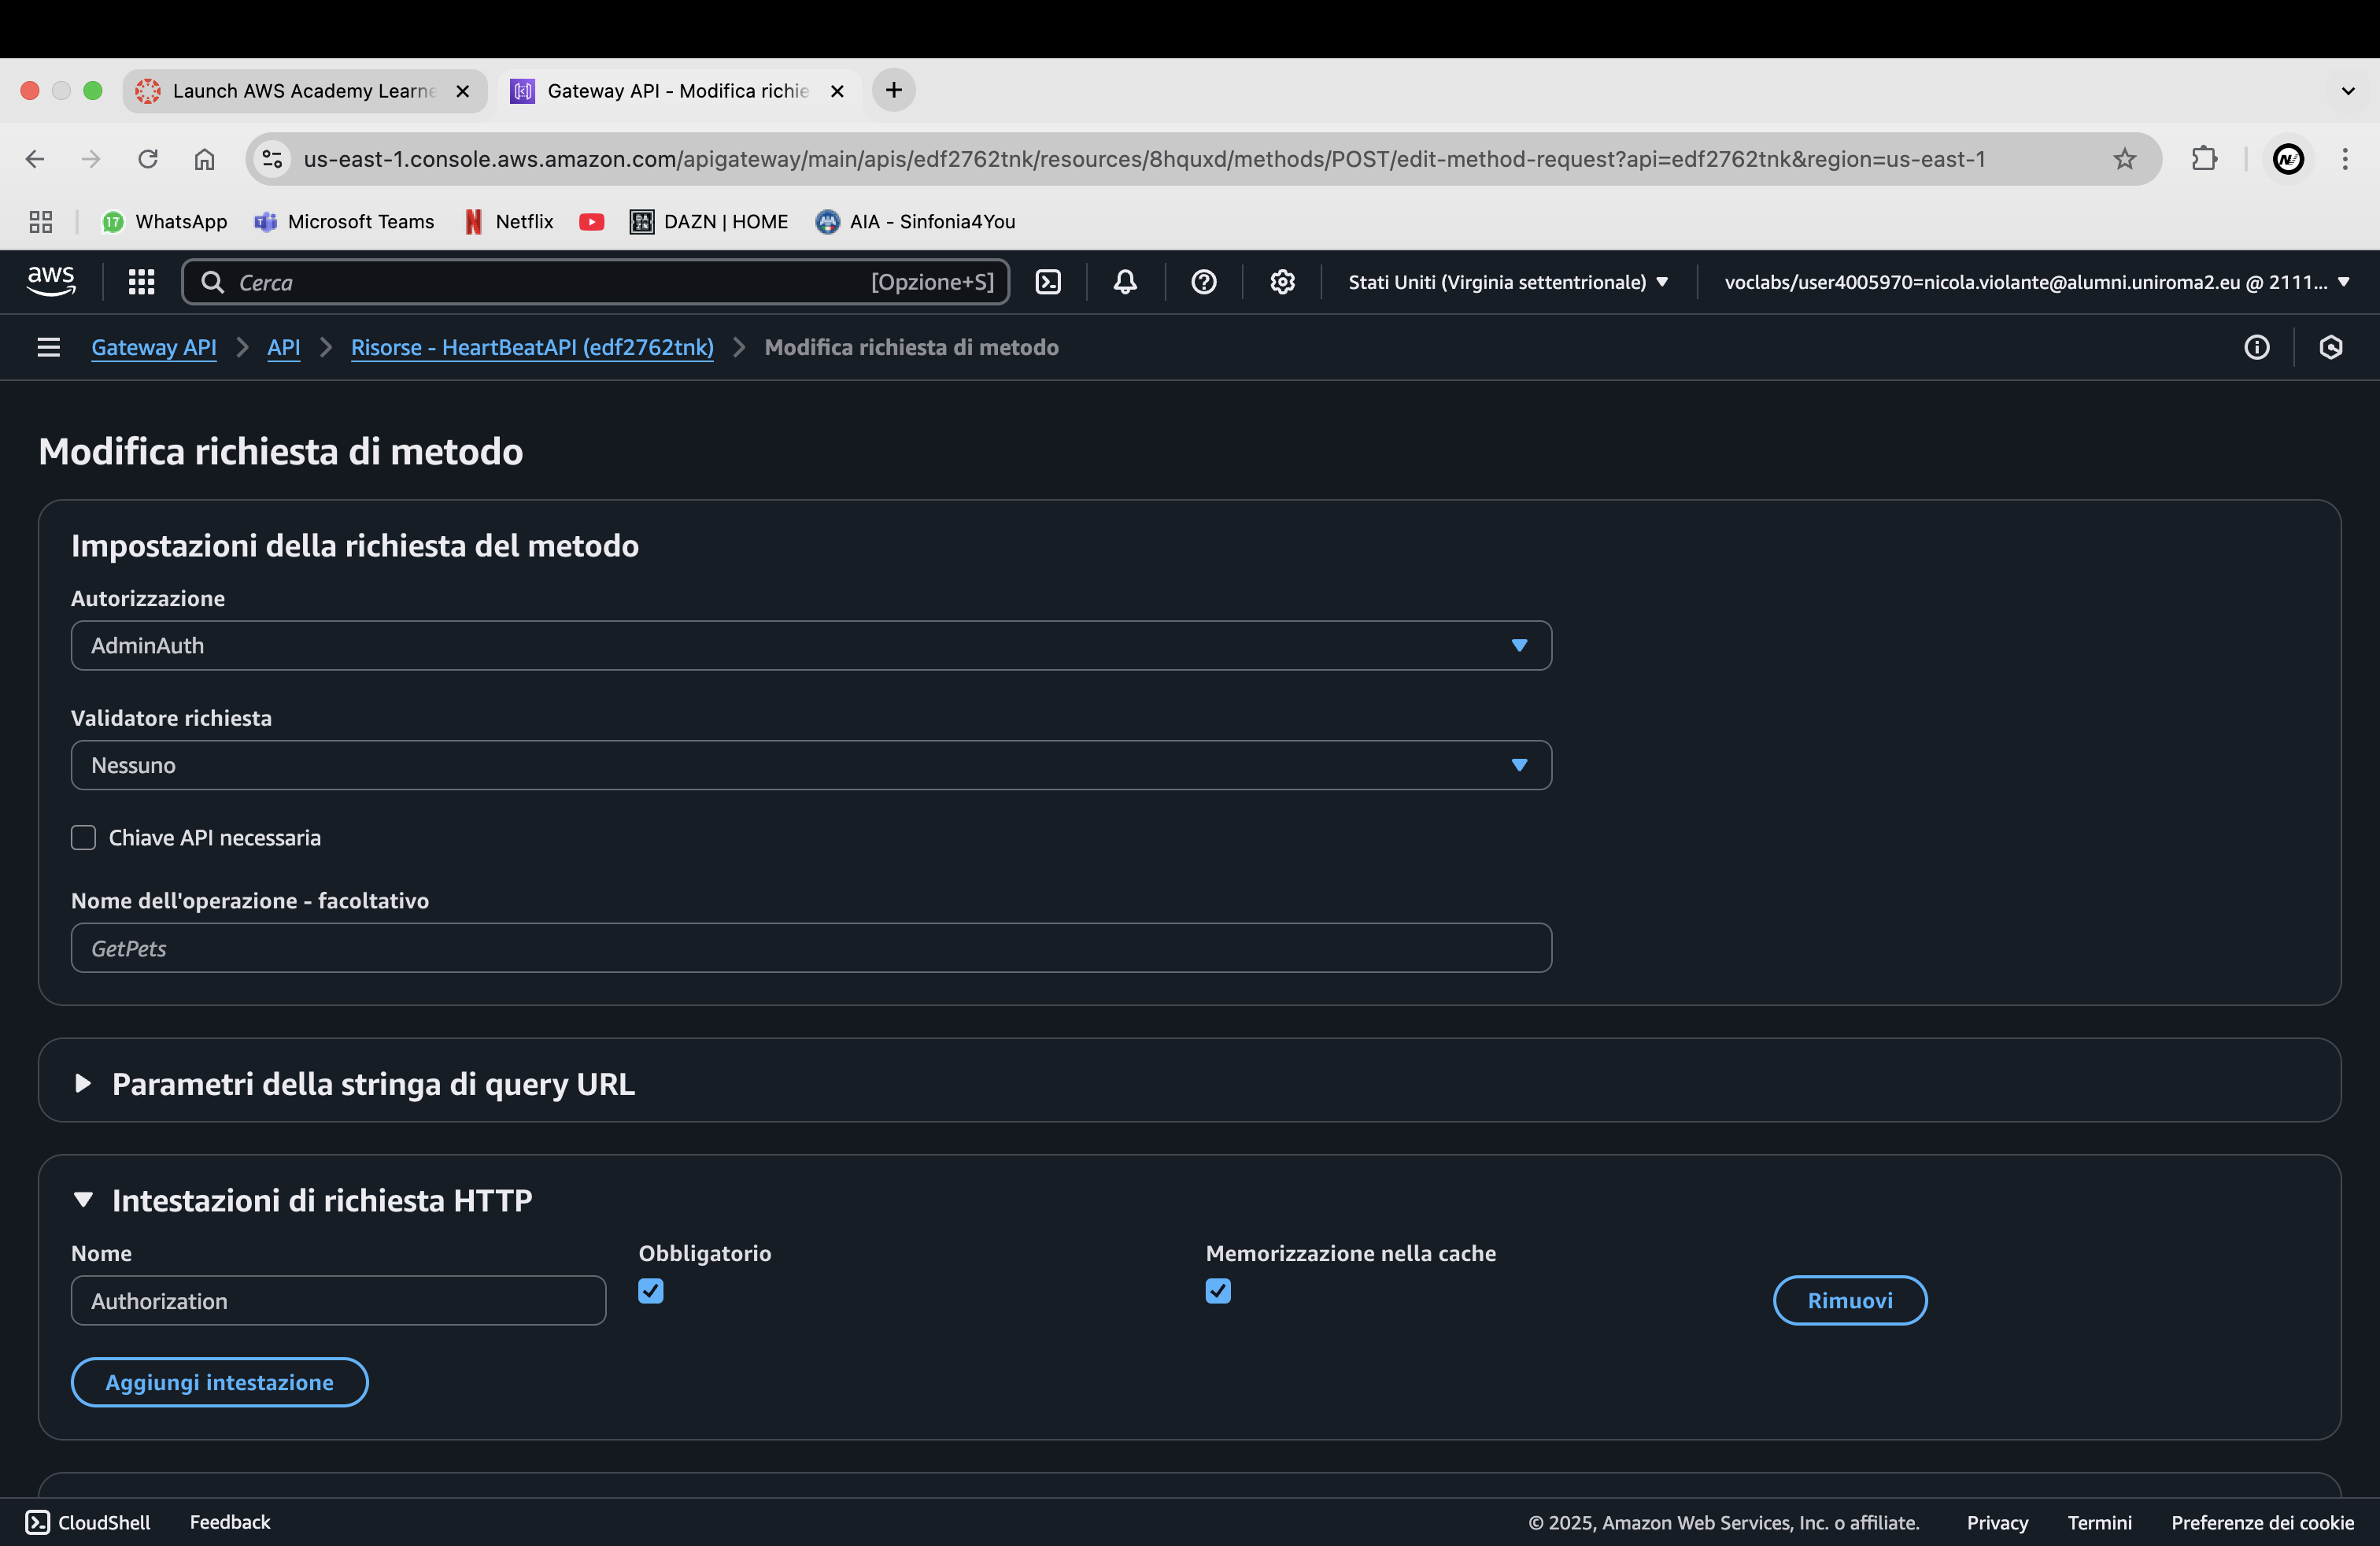 Launch AWS Academy Learne
Gateway API - Modifica richie
us-east-1.console.aws.amazon.com/apigateway/main/apis/edf2762tnk/resources/8hquxd/methods/POST/edit-method-request?api=edf2762tnk&region=us-east-1
17 WhatsApp Microsoft Teams Netflix DAZN | HOME AIA - Sinfonia4You
aws Cerca [Opzione+S] Stati Uniti (Virginia settentrionale) voclabs/user4005970=nicola.violante@alumni.uniroma2.eu @ 2111...
Gateway API API Risorse - HeartBeatAPI (edf2762tnk) Modifica richiesta di metodo
Modifica richiesta di metodo
Impostazioni della richiesta del metodo
Autorizzazione
AdminAuth
Validatore richiesta
Nessuno
Chiave API necessaria
Nome dell'operazione - facoltativo
GetPets
Parametri della stringa di query URL
Intestazioni di richiesta HTTP
Nome Obbligatorio Memorizzazione nella cache
Authorization Rimuovi
Aggiungi intestazione
CloudShell Feedback © 2025, Amazon Web Services, Inc. o affiliate. Privacy Termini Preferenze dei cookie